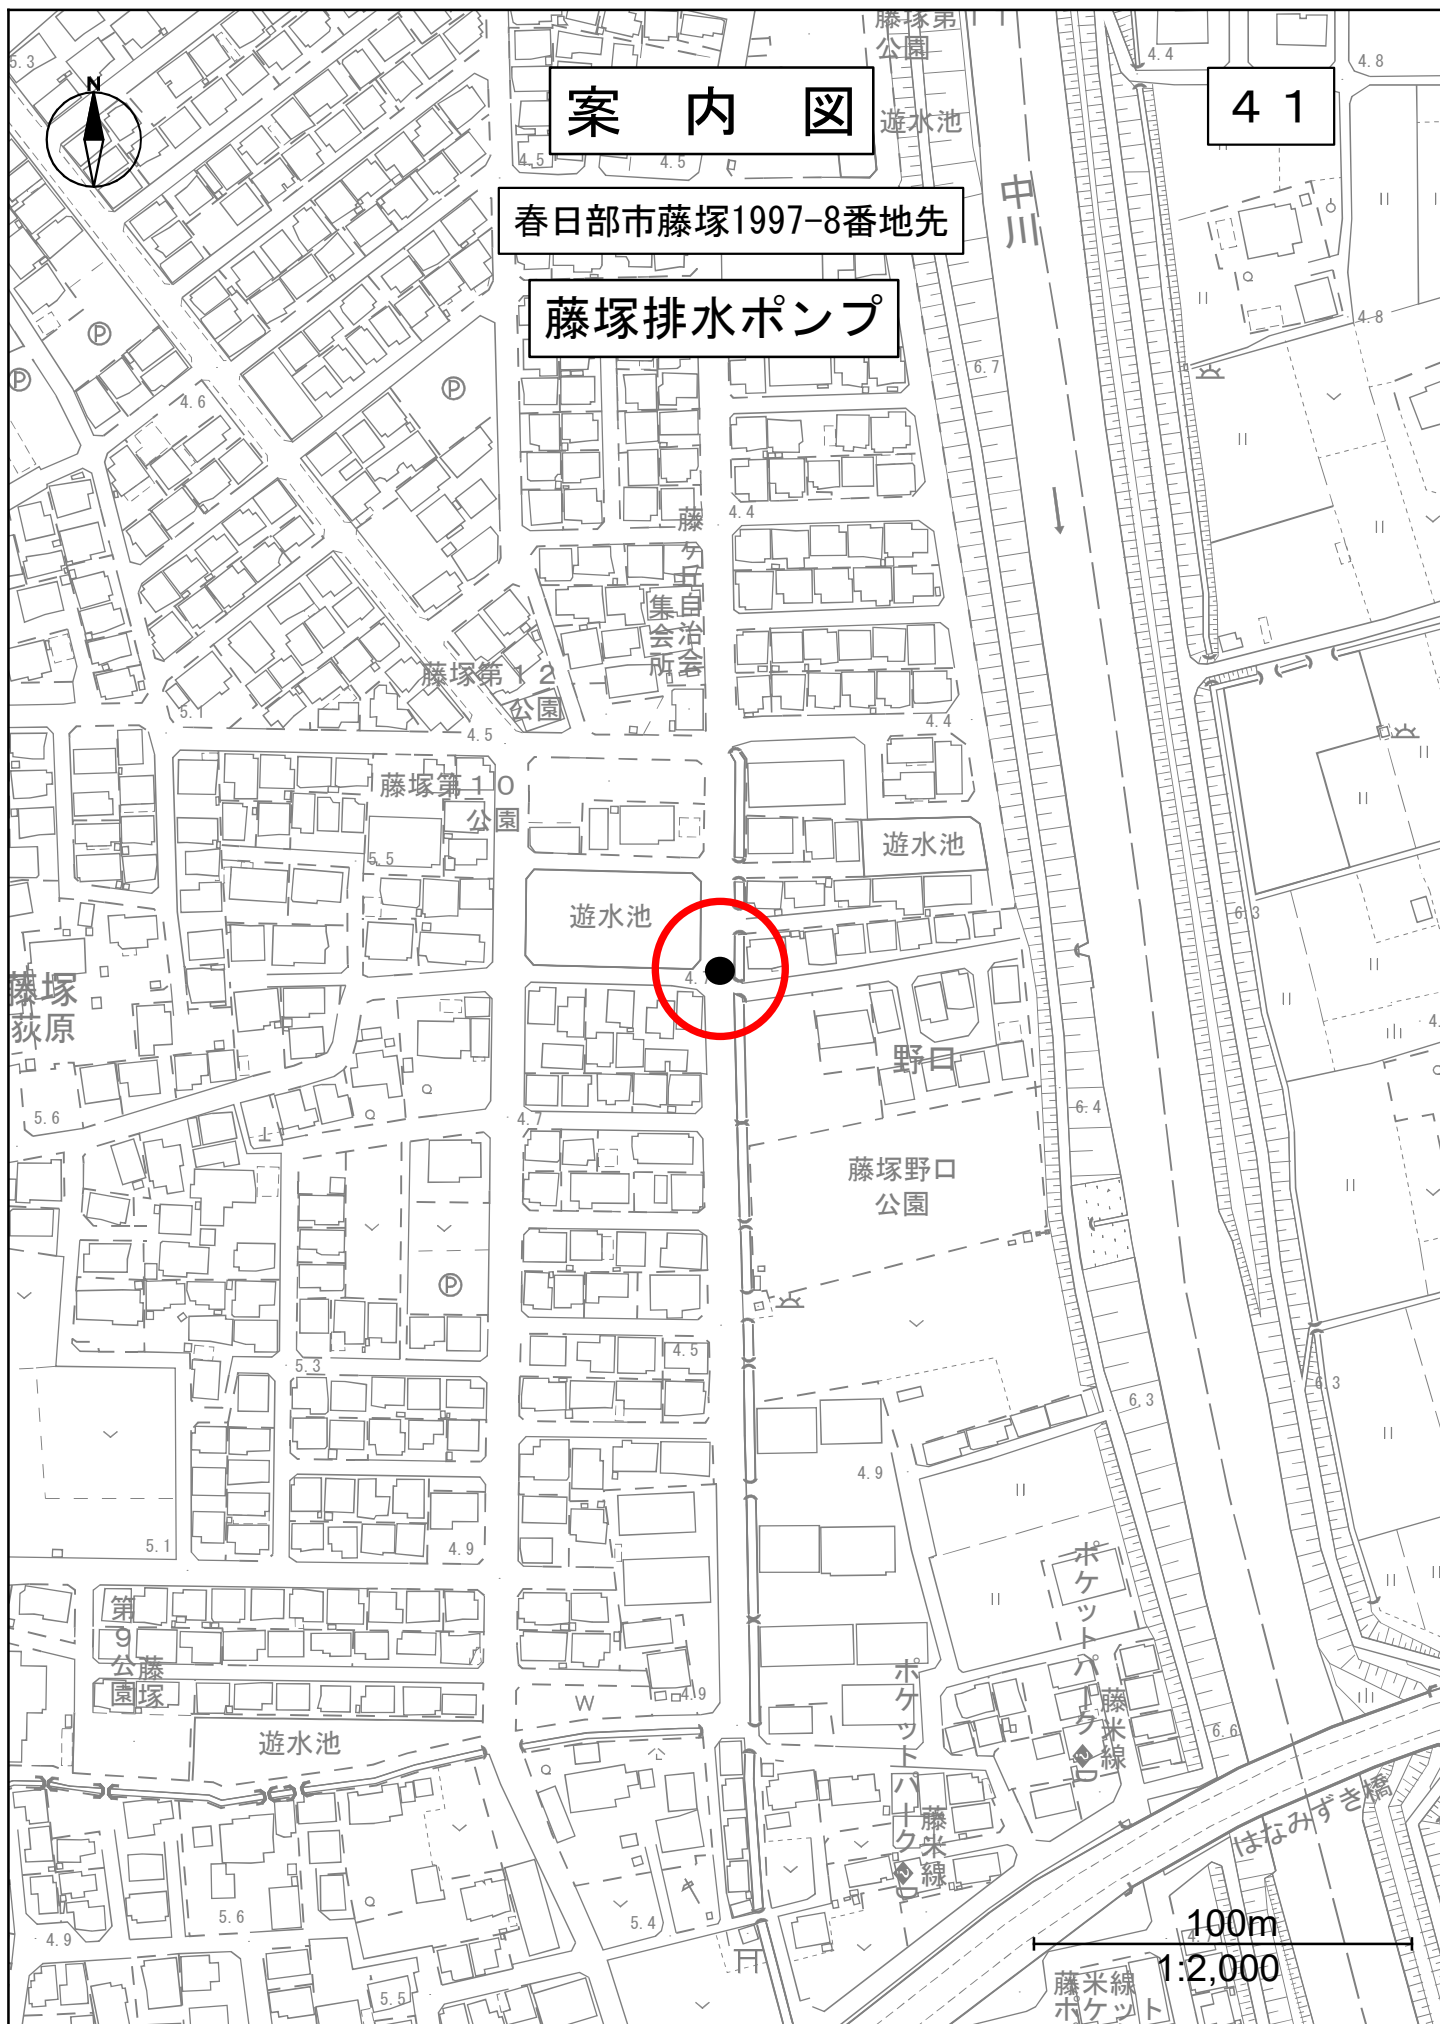 藤塚第11
公園
5.3
4.4
4.8
N
案 内 図
41
遊水池
4.5
4.5
中川
春日部市藤塚1997-8番地先
藤塚排水ポンプ
4.8
P
P
P
6.7
4.6
4.4
藤ケ丘自治会
集会所
藤塚第12
公園
5.1
4.5
4.4
藤塚第10
公園
遊水池
5.5
遊水池
6.3
4.7
藤塚
荻原
野口
5.6
4.7
6.4
藤塚野口
公園
P
4.5
5.3
6.3
6.3
4.9
5.1
4.9
ポケットパーク
藤米線
第9公園
藤塚
4.9
W
ポケットパーク
藤米線
遊水池
6.6
はなみずき橋
5.6
5.4
4.9
100m
1:2,000
5.5
藤米線
ポケット